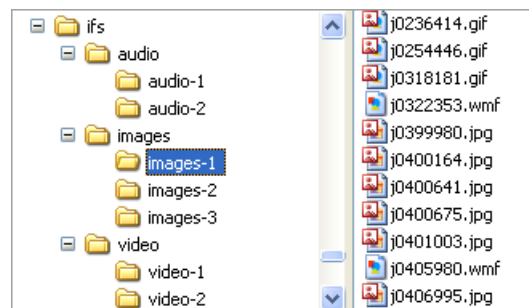 ifs
audio
audio-1
audio-2
images
images-1
images-2
images-3
video
video-1
video-2
j0236414.gif
j0254446.gif
j0318181.gif
j0322353.wmf
j0399980.jpg
j0400164.jpg
j0400641.jpg
j0400675.jpg
j0401003.jpg
j0405980.wmf
j0406995.jpg